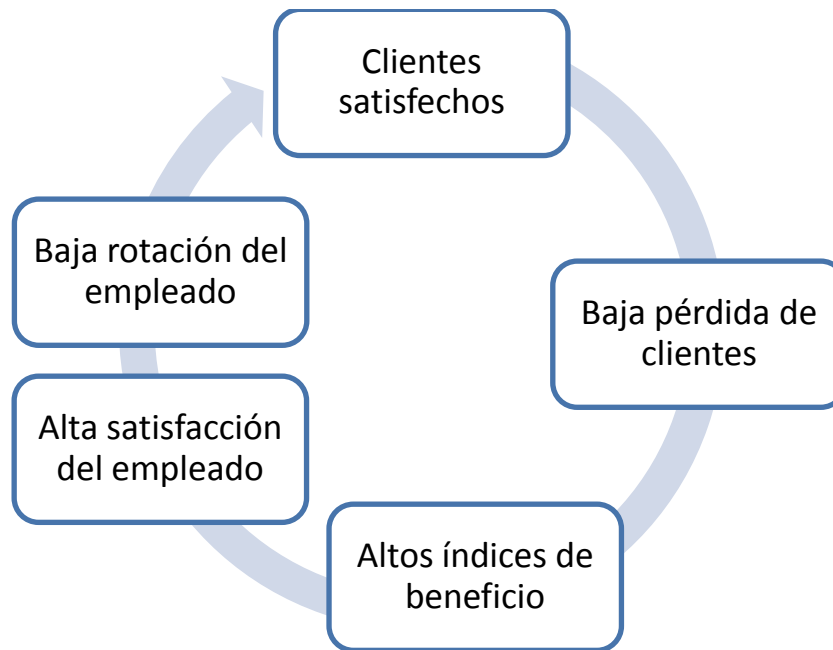 Clientes
satisfechos
Baja pérdida de
clientes
Altos índices de
beneficio
Alta satisfacción
del empleado
Baja rotación del
empleado